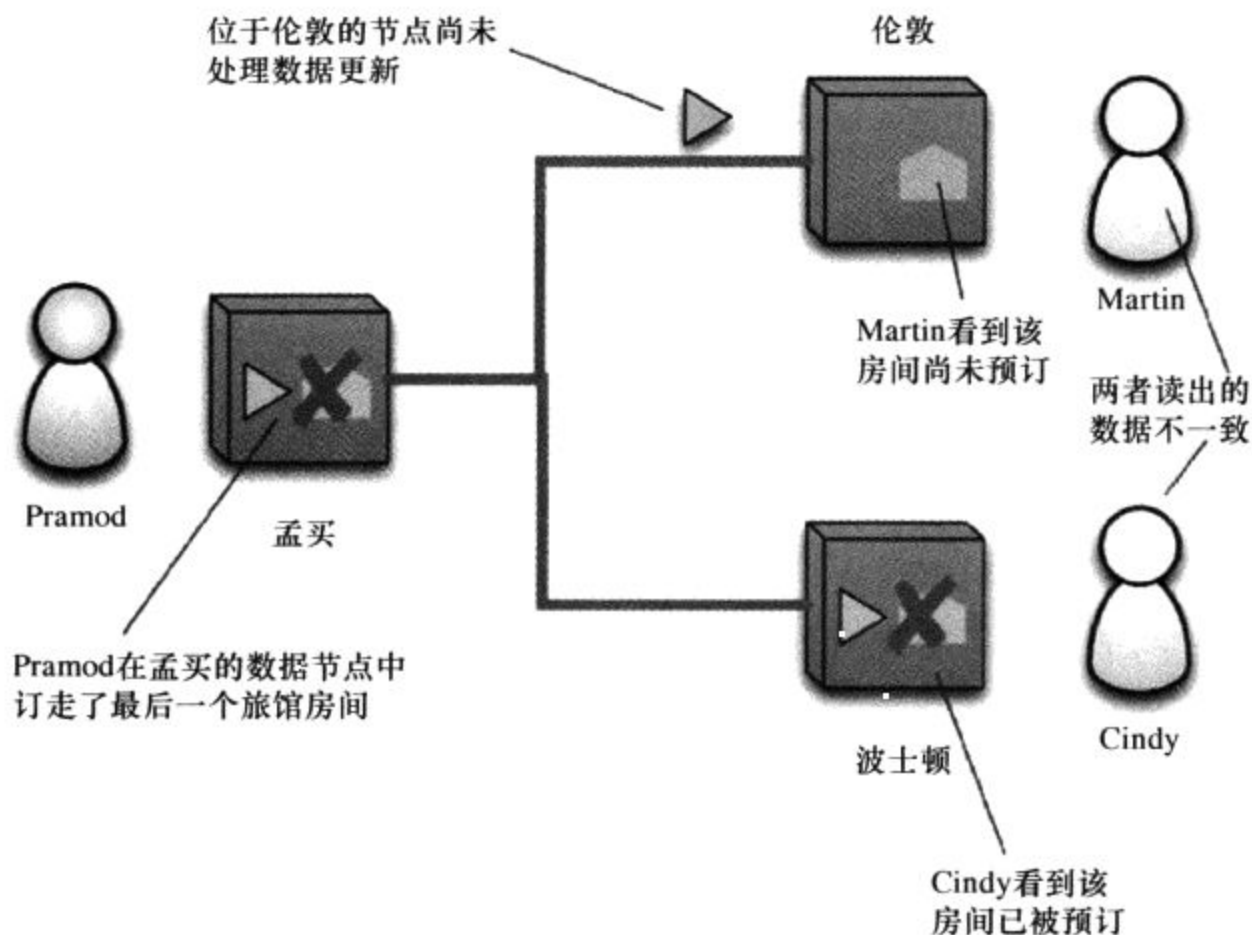 位于伦敦的节点尚未
处理数据更新
伦敦
Martin
Martin看到该
房间尚未预订
两者读出的
数据不一致
Pramod
孟买
Pramod在孟买的数据节点中
订走了最后一个旅馆房间
波士顿
Cindy
Cindy看到该
房间已被预订